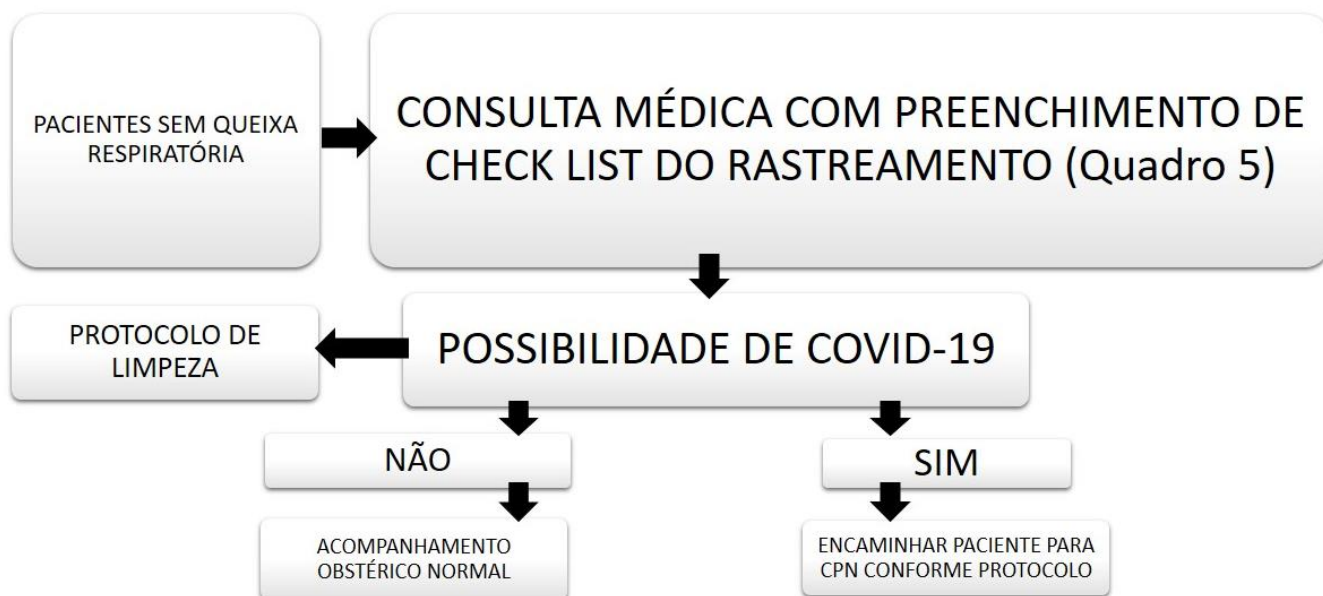 PACIENTES SEM QUEIXA
RESPIRATÓRIA
CONSULTA MÉDICA COM PREENCHIMENTO DE
CHECK LIST DO RASTREAMENTO (Quadro 5)
PROTOCOLO DE
LIMPEZA
POSSIBILIDADE DE COVID-19
NÃO
SIM
ACOMPANHAMENTO
OBSTÉRICO NORMAL
ENCAMINHAR PACIENTE PARA
CPN CONFORME PROTOCOLO